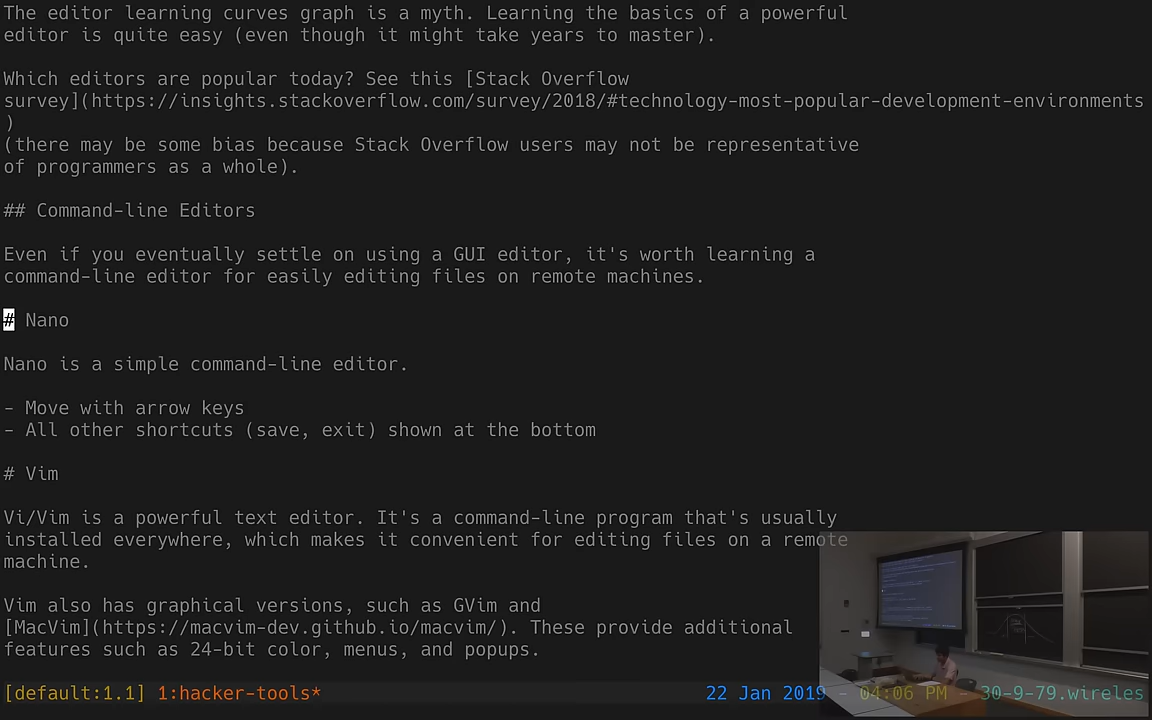 The editor learning curves graph is a myth. Learning the basics of a powerful
editor is quite easy (even though it might take years to master).
Which editors are popular today? See this [Stack Overflow
survey](https://insights.stackoverflow.com/survey/2018/#technology-most-popular-development-environments
)
(there may be some bias because Stack Overflow users may not be representative
of programmers as a whole).
## Command-line Editors
Even if you eventually settle on using a GUI editor, it's worth learning a
command-line editor for easily editing files on remote machines.
# Nano
Nano is a simple command-line editor.
- Move with arrow keys
- All other shortcuts (save, exit) shown at the bottom
# Vim
Vi/Vim is a powerful text editor. It's a command-line program that's usually
installed everywhere, which makes it convenient for editing files on a remote
machine.
Vim also has graphical versions, such as GVim and
[MacVim](https://macvim-dev.github.io/macvim/). These provide additional
features such as 24-bit color, menus, and popups.
[default:1.1] 1:hacker-tools* 22 Jan 2019 - 04:06 PM - 30-9-79.wireles